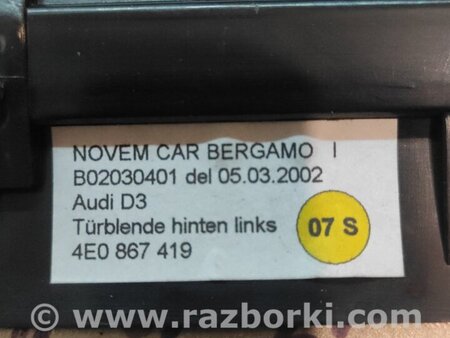 NOVEM CAR BERGAMO I
B02030401 del 05.03.2002
Audi D3
Türblende hinten links
07 S
4E0 867 419
www.razborki.com